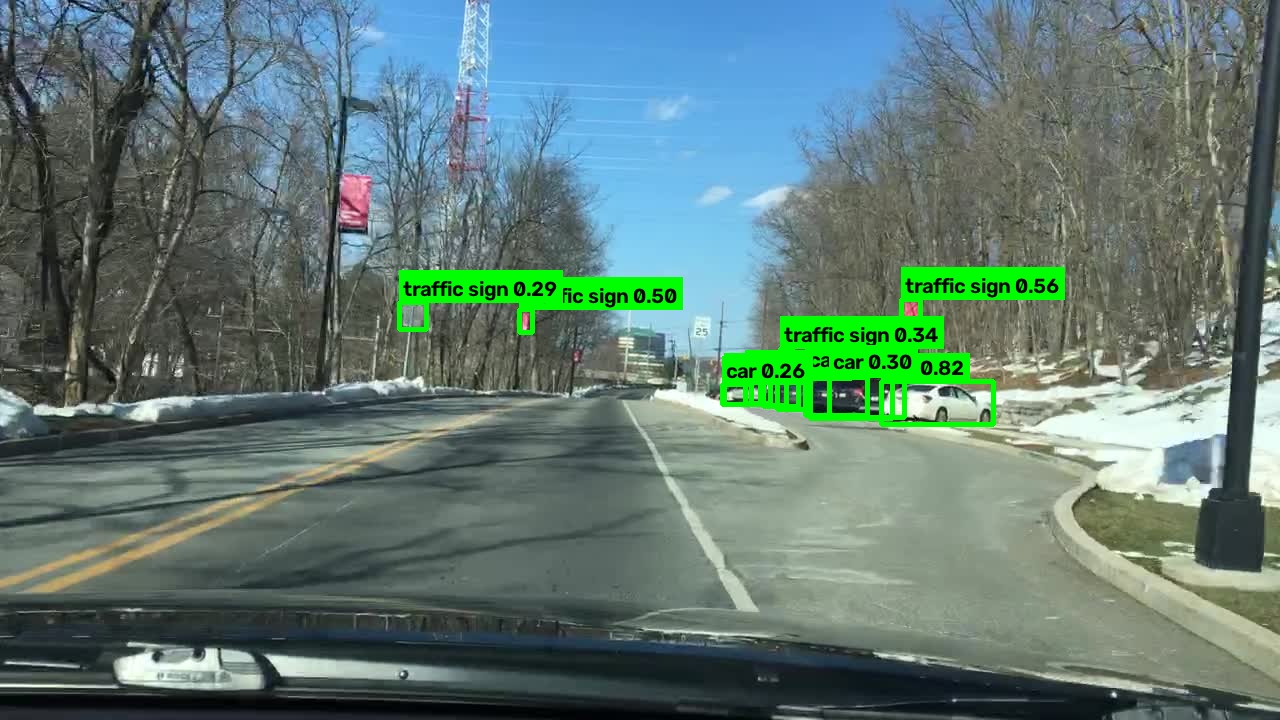 traffic sign 0.29
fic sign 0.50
traffic sign 0.56
25
traffic sign 0.34
car 0.26
ca
car 0.30
0.82